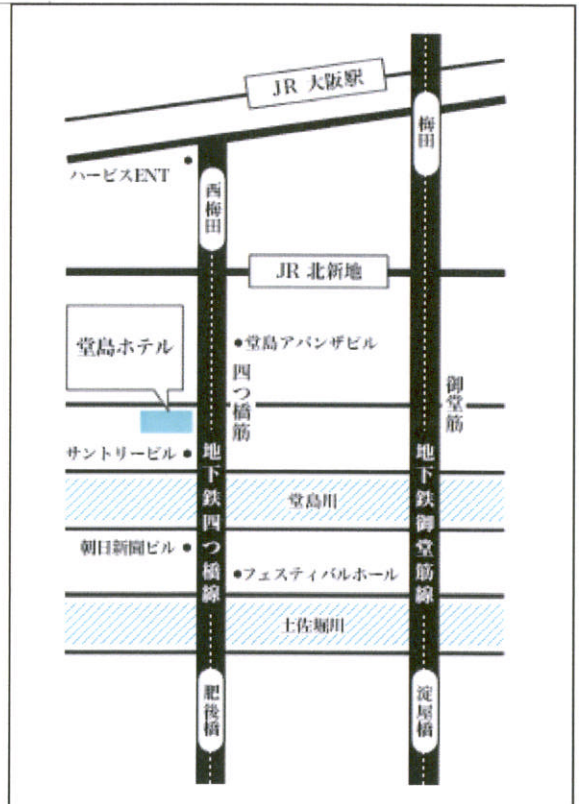 JR 大阪駅
梅田
ハービスENT
西梅田
JR 北新地
堂島ホテル
堂島アバンザビル
四つ橋筋
御堂筋
サントリービル
地下鉄四つ橋線
地下鉄御堂筋線
堂島川
朝日新聞ビル
フェスティバルホール
土佐堀川
肥後橋
淀屋橋